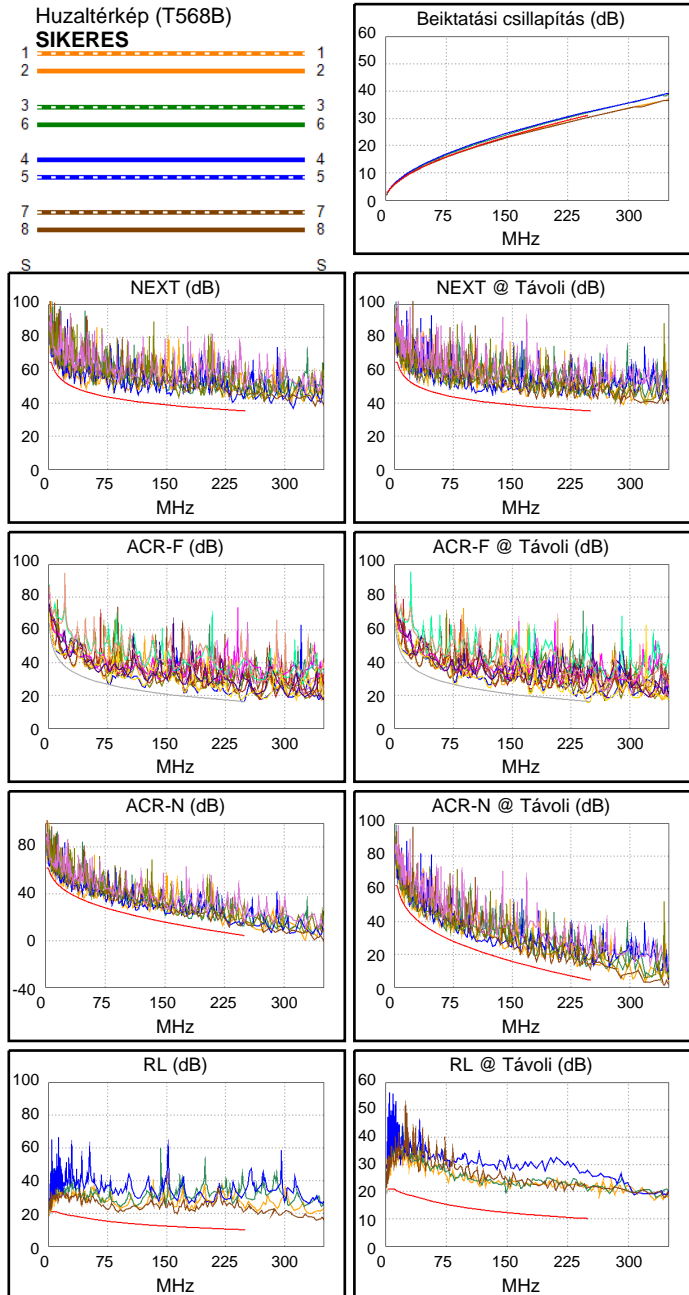 Huzaltérkép (T568B)
SIKERES
1 1
2 2
3 3
6 6
4 4
5 5
7 7
8 8
S S
Beiktatási csillapítás (dB)
60
50
40
30
20
10
0
0 75 150 225 300
MHz
NEXT (dB)
100
80
60
40
20
0
0 75 150 225 300
MHz
NEXT @ Távoli (dB)
100
80
60
40
20
0
0 75 150 225 300
MHz
ACR-F (dB)
100
80
60
40
20
0
0 75 150 225 300
MHz
ACR-F @ Távoli (dB)
100
80
60
40
20
0
0 75 150 225 300
MHz
ACR-N (dB)
80
40
0
-40
0 75 150 225 300
MHz
ACR-N @ Távoli (dB)
100
80
60
40
20
0
0 75 150 225 300
MHz
RL (dB)
100
80
60
40
20
0
0 75 150 225 300
MHz
RL @ Távoli (dB)
60
50
40
30
20
10
0
0 75 150 225 300
MHz